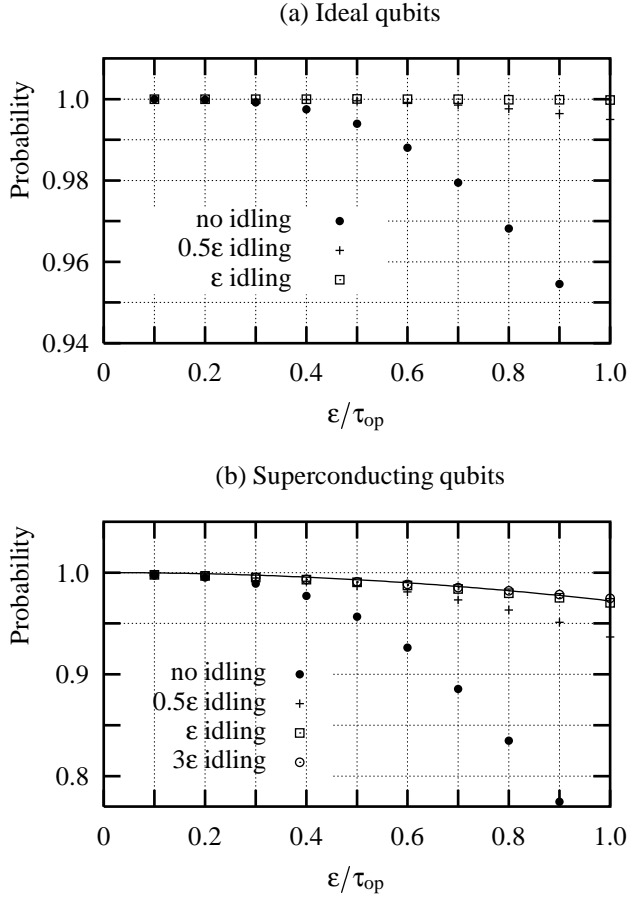 (a) Ideal qubits
Probability
1.0
0.98
0.96
0.94
no idling
0.5ε idling
ε idling
0
0.2
0.4
0.6
0.8
1.0
ε/τop
(b) Superconducting qubits
Probability
1.0
0.9
0.8
no idling
0.5ε idling
ε idling
3ε idling
0
0.2
0.4
0.6
0.8
1.0
ε/τop